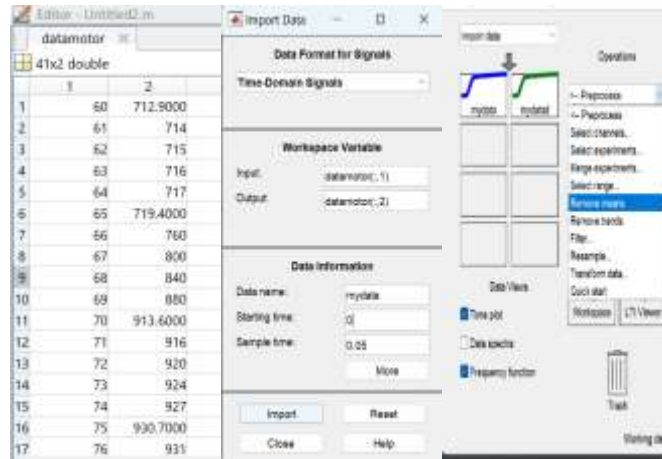 Editor - Untitled2.m
datamotor
41x2 double
1 2
1 60 712.9000
2 61 714
3 62 715
4 63 716
5 64 717
6 65 719.4000
7 66 760
8 67 800
9 68 840
10 69 880
11 70 913.6000
12 71 916
13 72 920
14 73 924
15 74 927
16 75 930.7000
17 76 931
Import Data
Data Format for Signals
Time-Domain Signals
Workspace Variable
Input: datamotor(:,1)
Output: datamotor(:,2)
Data Information
Data name: mydata
Starting time: 0
Sample time: 0.05
More
Import Reset
Close Help
Import data
Operations
mydata mydatad
<-- Preprocess
<-- Preprocess
Select channels...
Select experiments...
Merge experiments...
Select range...
Remove means
Remove trends
Filter...
Resample...
Transform data...
Quick start
Data Views
Time plot
Data spectra
Frequency function
Workspace LTI Viewer
Trash
Working da